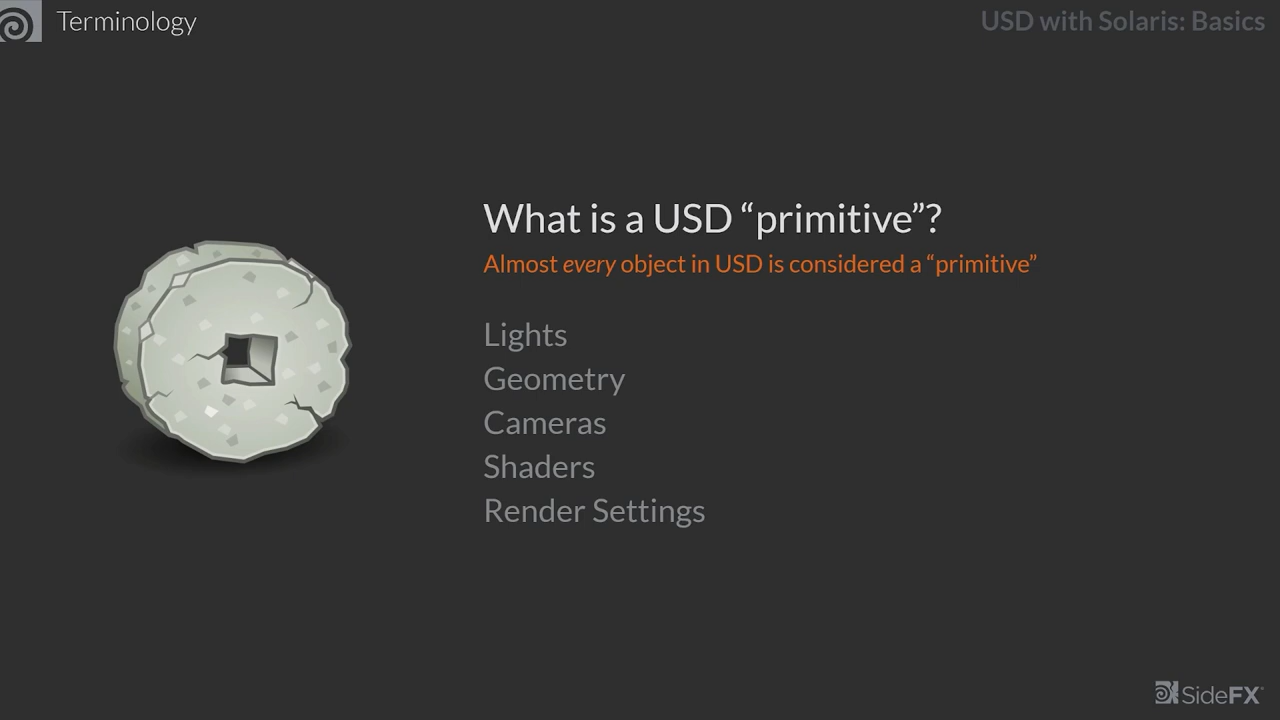 Terminology
USD with Solaris: Basics
What is a USD “primitive”?
Almost every object in USD is considered a “primitive”
Lights
Geometry
Cameras
Shaders
Render Settings
SideFX